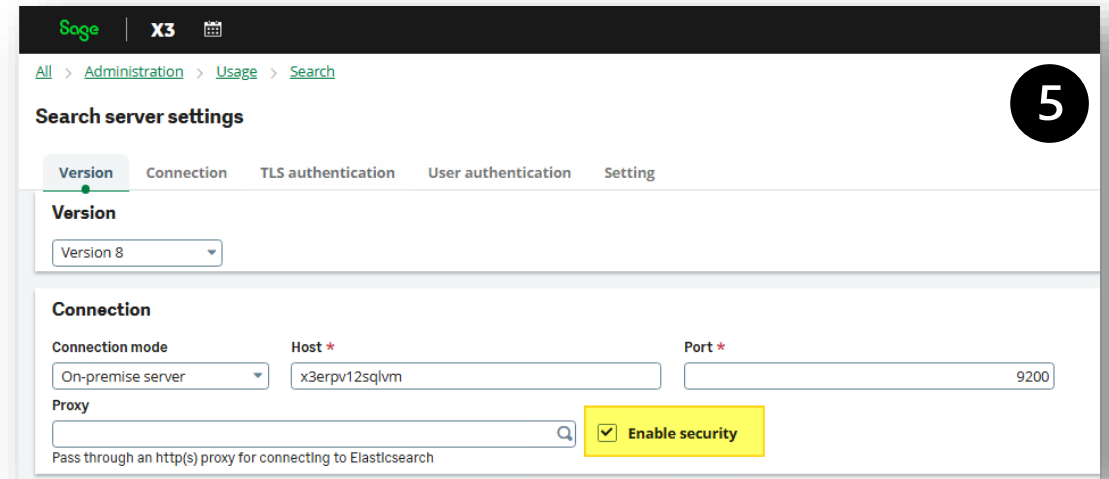 Sage X3
All > Administration > Usage > Search
5
Search server settings
Version Connection TLS authentication User authentication Setting
Version
Version 8
Connection
Connection mode Host * Port *
On-premise server x3erpv12sqlvm 9200
Proxy
Enable security
Pass through an http(s) proxy for connecting to Elasticsearch